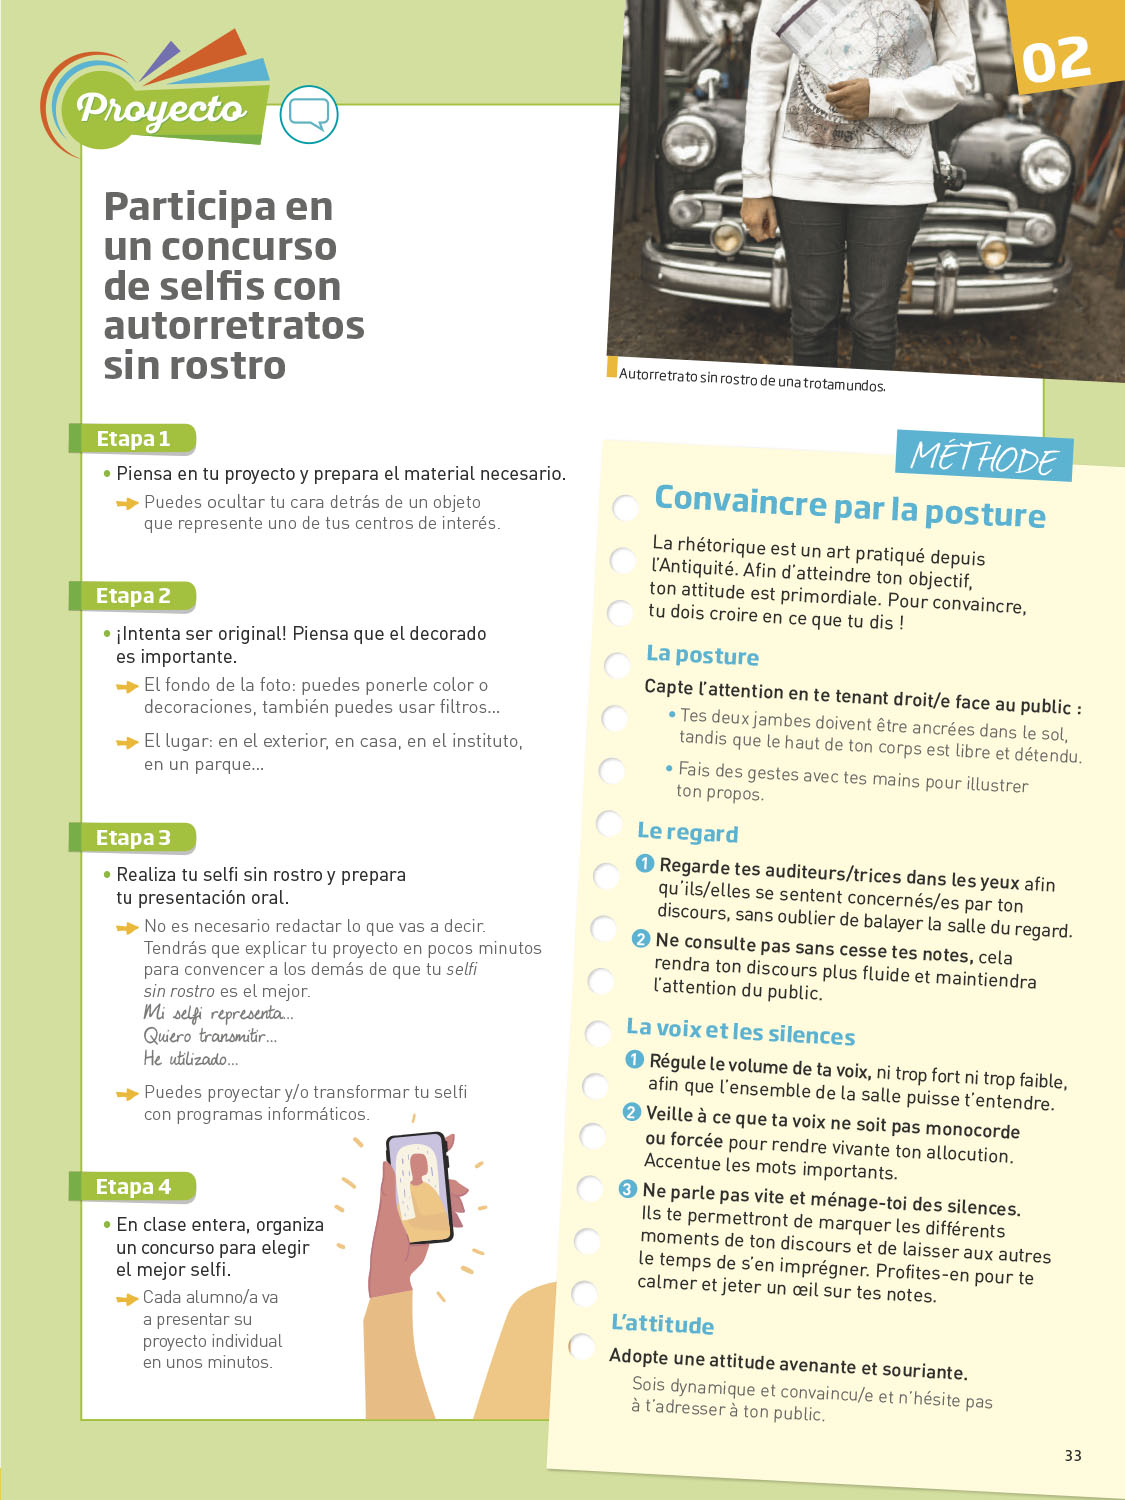 Proyecto
02
Participa en
un concurso
de selfis con
autorretratos
sin rostro
Autorretrato sin rostro de una trotamundos.
Etapa 1
• Piensa en tu proyecto y prepara el material necesario.
Puedes ocultar tu cara detrás de un objeto
que represente uno de tus centros de interés.
Etapa 2
• ¡Intenta ser original! Piensa que el decorado
es importante.
El fondo de la foto: puedes ponerle color o
decoraciones, también puedes usar filtros...
El lugar: en el exterior, en casa, en el instituto,
en un parque...
Etapa 3
• Realiza tu selfi sin rostro y prepara
tu presentación oral.
No es necesario redactar lo que vas a decir.
Tendrás que explicar tu proyecto en pocos minutos
para convencer a los demás de que tu selfi
sin rostro es el mejor.
Mi selfi representa...
Quiero transmitir...
He utilizado...
Puedes proyectar y/o transformar tu selfi
con programas informáticos.
Etapa 4
• En clase entera, organiza
un concurso para elegir
el mejor selfi.
Cada alumno/a va
a presentar su
proyecto individual
en unos minutos.
MÉTHODE
Convaincre par la posture
La rhétorique est un art pratiqué depuis
l'Antiquité. Afin d'atteindre ton objectif,
ton attitude est primordiale. Pour convaincre,
tu dois croire en ce que tu dis !
La posture
Capte l'attention en te tenant droit/e face au public :
• Tes deux jambes doivent être ancrées dans le sol,
tandis que le haut de ton corps est libre et détendu.
• Fais des gestes avec tes mains pour illustrer
ton propos.
Le regard
1 Regarde tes auditeurs/trices dans les yeux afin
qu'ils/elles se sentent concernés/es par ton
discours, sans oublier de balayer la salle du regard.
2 Ne consulte pas sans cesse tes notes, cela
rendra ton discours plus fluide et maintiendra
l'attention du public.
La voix et les silences
1 Régule le volume de ta voix, ni trop fort ni trop faible,
afin que l'ensemble de la salle puisse t'entendre.
2 Veille à ce que ta voix ne soit pas monocorde
ou forcée pour rendre vivante ton allocution.
Accentue les mots importants.
3 Ne parle pas vite et ménage-toi des silences.
Ils te permettront de marquer les différents
moments de ton discours et de laisser aux autres
le temps de s'en imprégner. Profites-en pour te
calmer et jeter un œil sur tes notes.
L'attitude
Adopte une attitude avenante et souriante.
Sois dynamique et convaincu/e et n'hésite pas
à t'adresser à ton public.
33